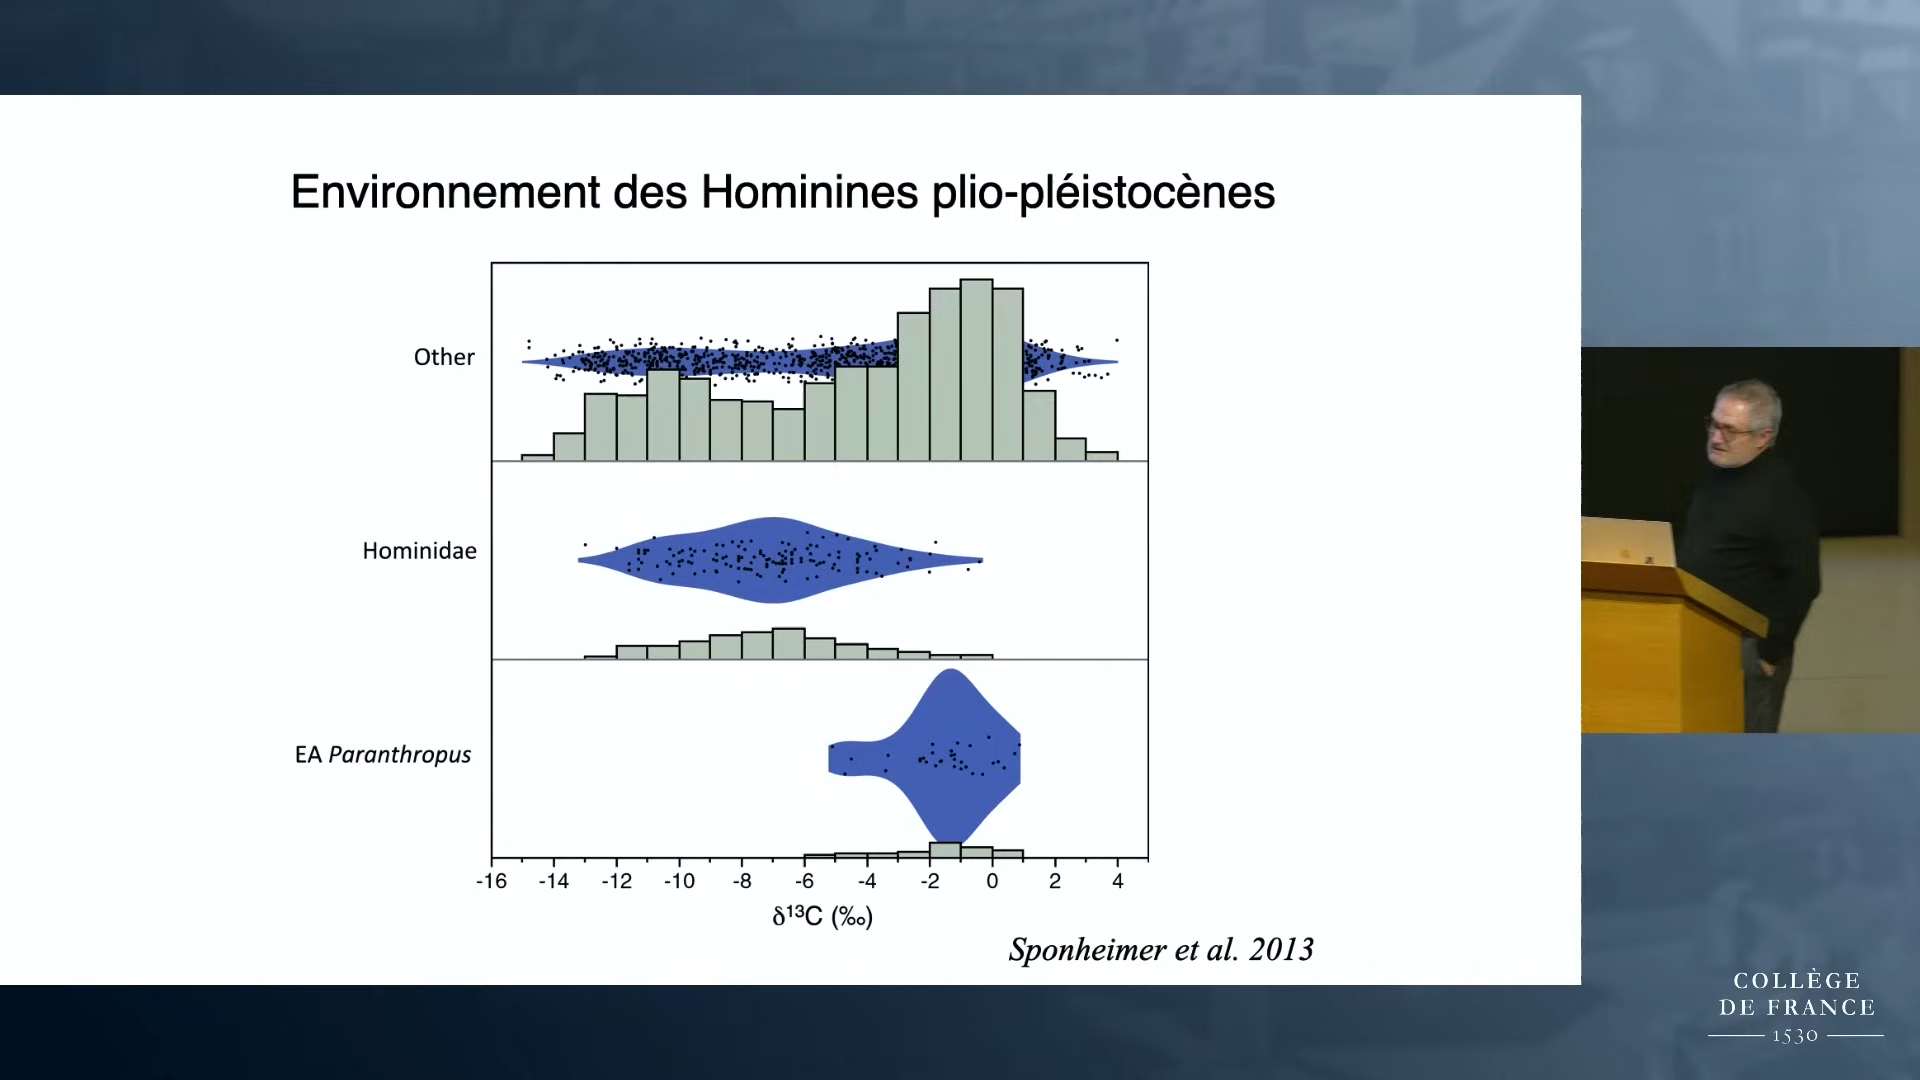 Environnement des Hominines plio-pléistocènes
Other
Hominidae
EA Paranthropus
-16 -14 -12 -10 -8 -6 -4 -2 0 2 4
δ¹³C (‰)
Sponheimer et al. 2013
COLLÈGE
DE FRANCE
1530